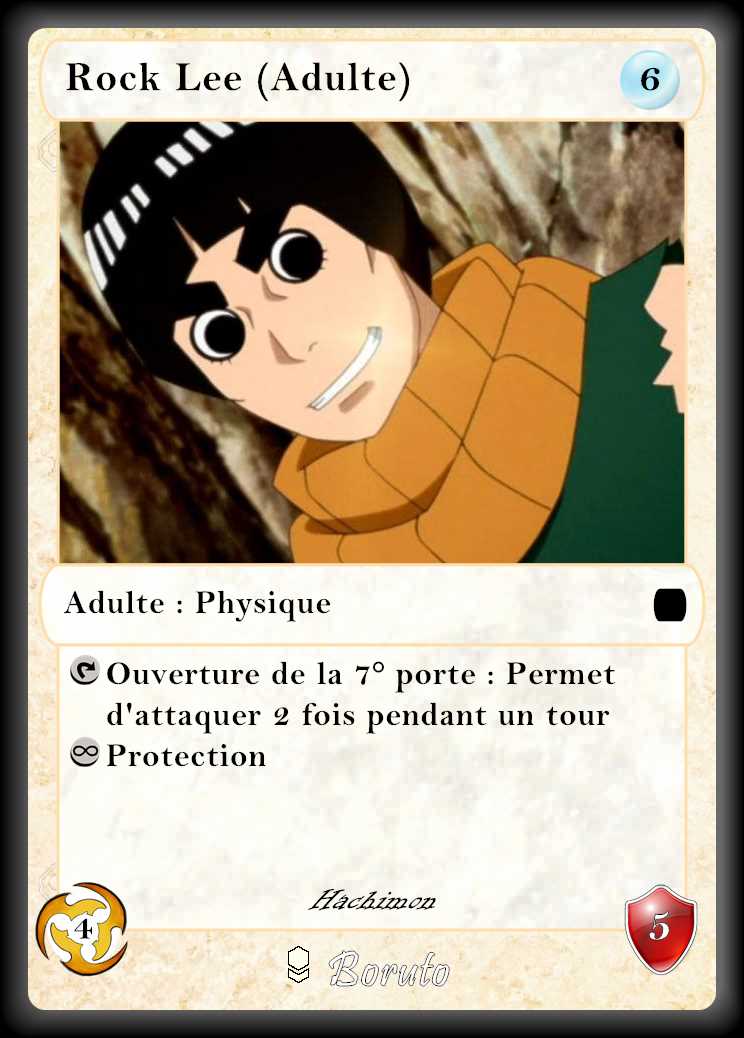 Rock Lee (Adulte)
6
Adulte : Physique
Ouverture de la 7° porte : Permet
d'attaquer 2 fois pendant un tour
∞ Protection
Hachimon
4
5
Boruto